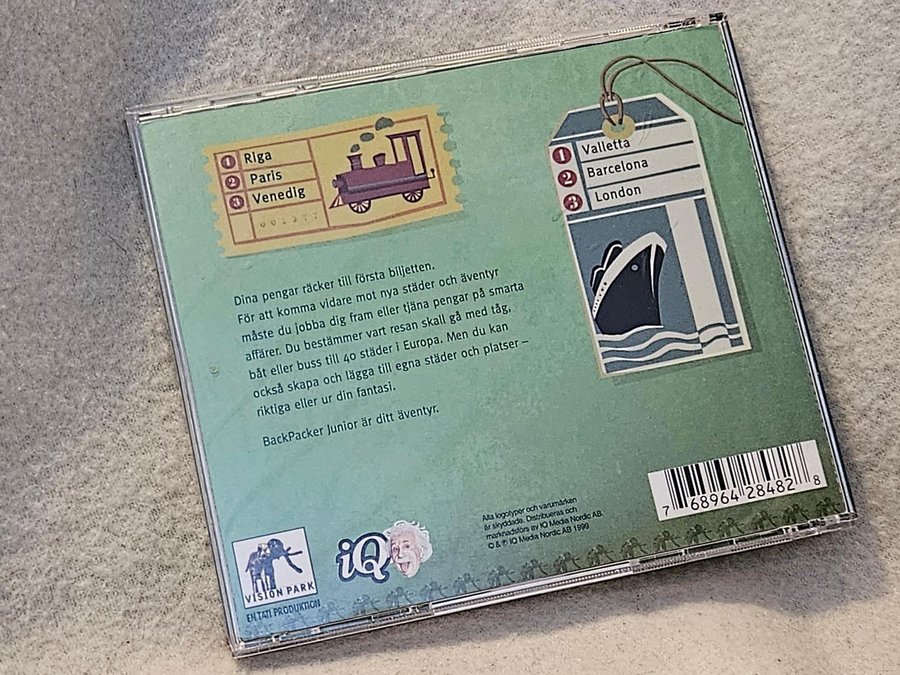 1 Riga
2 Paris
3 Venedig
001977
1 Valletta
2 Barcelona
3 London
Dina pengar räcker till första biljetten.
För att komma vidare mot nya städer och äventyr
måste du jobba dig fram eller tjäna pengar på smarta
affärer. Du bestämmer vart resan skall gå med tåg,
båt eller buss till 40 städer i Europa. Men du kan
också skapa och lägga till egna städer och platser –
riktiga eller ur din fantasi.
BackPacker Junior är ditt äventyr.
VISION PARK
EN TATI PRODUKTION
iQ
Alla logotyper och varumärken
är skyddade. Distribueras och
marknadsförs av IQ Media Nordic AB.
© & ℗ IQ Media Nordic AB 1999
7 68964 28482 8